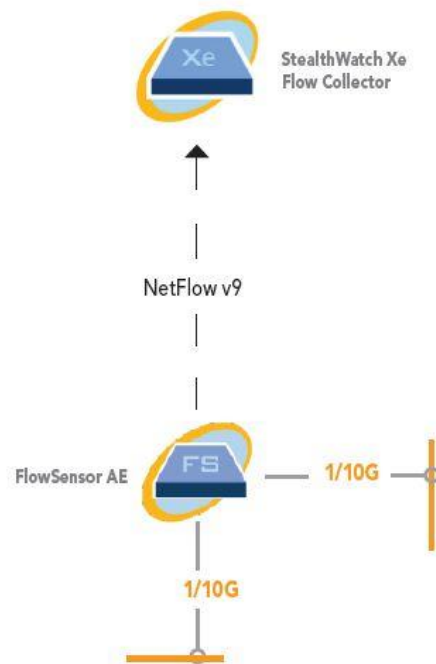 Xe
StealthWatch Xe
Flow Collector
NetFlow v9
FS
FlowSensor AE
1/10G
1/10G